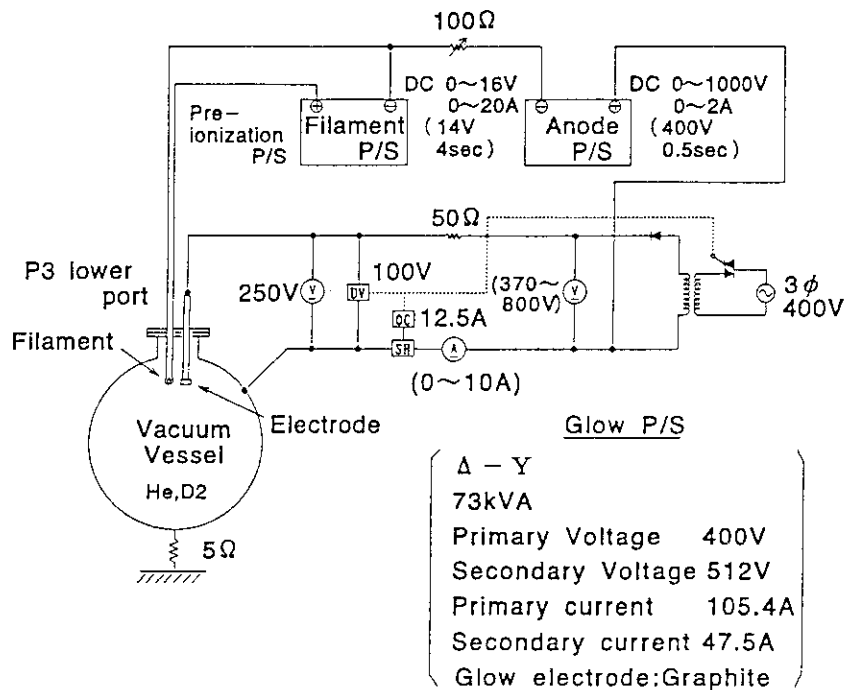 100Ω
Pre-
ionization
P/S
⊕ ⊖
Filament
P/S
DC 0~16V
0~20A
(14V
4sec)
⊖ ⊕
Anode
P/S
DC 0~1000V
0~2A
(400V
0.5sec)
50Ω
P3 lower
port
250V
V
100V
DV
OC
12.5A
SH
A
(0~10A)
(370~
800V)
V
3φ
400V
Filament
Electrode
Vacuum
Vessel
He,D2
5Ω
Glow P/S
Δ - Y
73kVA
Primary Voltage 400V
Secondary Voltage 512V
Primary current 105.4A
Secondary current 47.5A
Glow electrode;Graphite